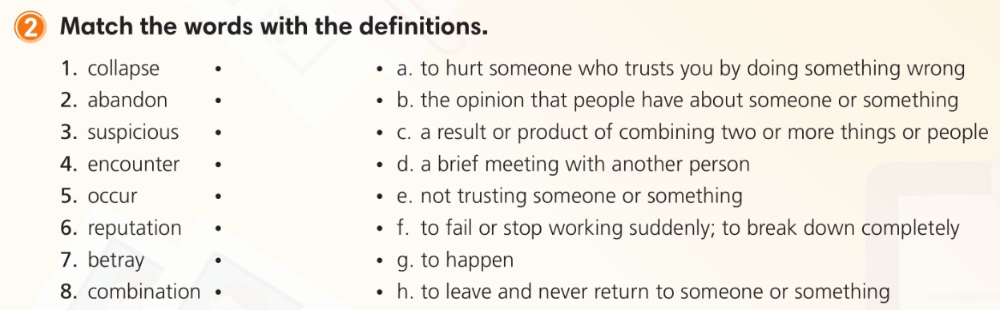 2 Match the words with the definitions.
1. collapse • • a. to hurt someone who trusts you by doing something wrong
2. abandon • • b. the opinion that people have about someone or something
3. suspicious • • c. a result or product of combining two or more things or people
4. encounter • • d. a brief meeting with another person
5. occur • • e. not trusting someone or something
6. reputation • • f. to fail or stop working suddenly; to break down completely
7. betray • • g. to happen
8. combination • • h. to leave and never return to someone or something